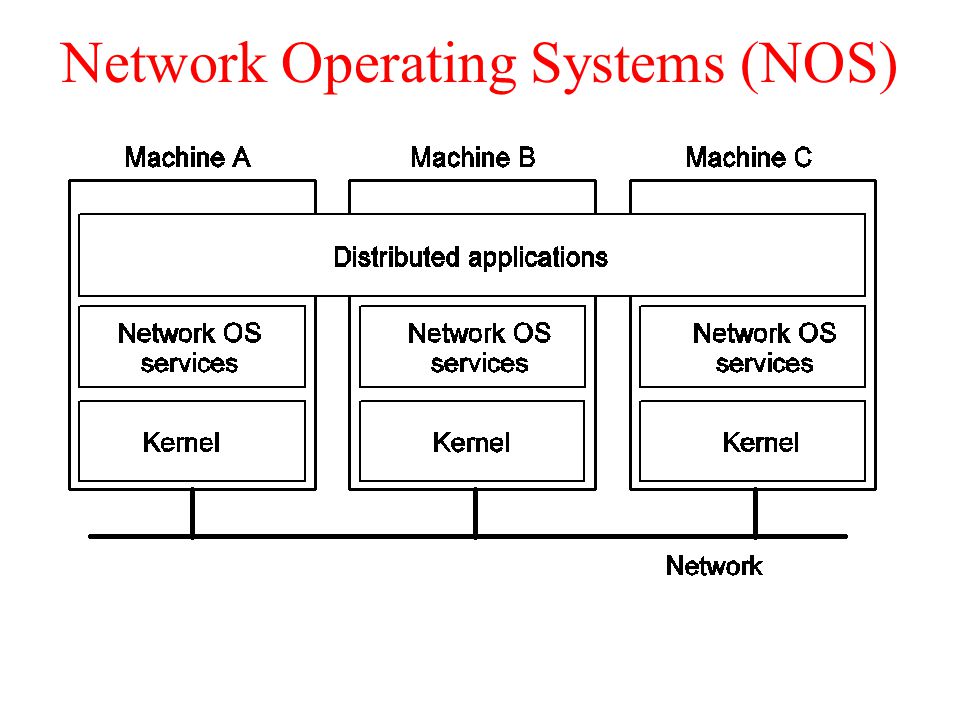 Network Operating Systems (NOS)
Machine A
Machine B
Machine C
Distributed applications
Network OS
services
Network OS
services
Network OS
services
Kernel
Kernel
Kernel
Network